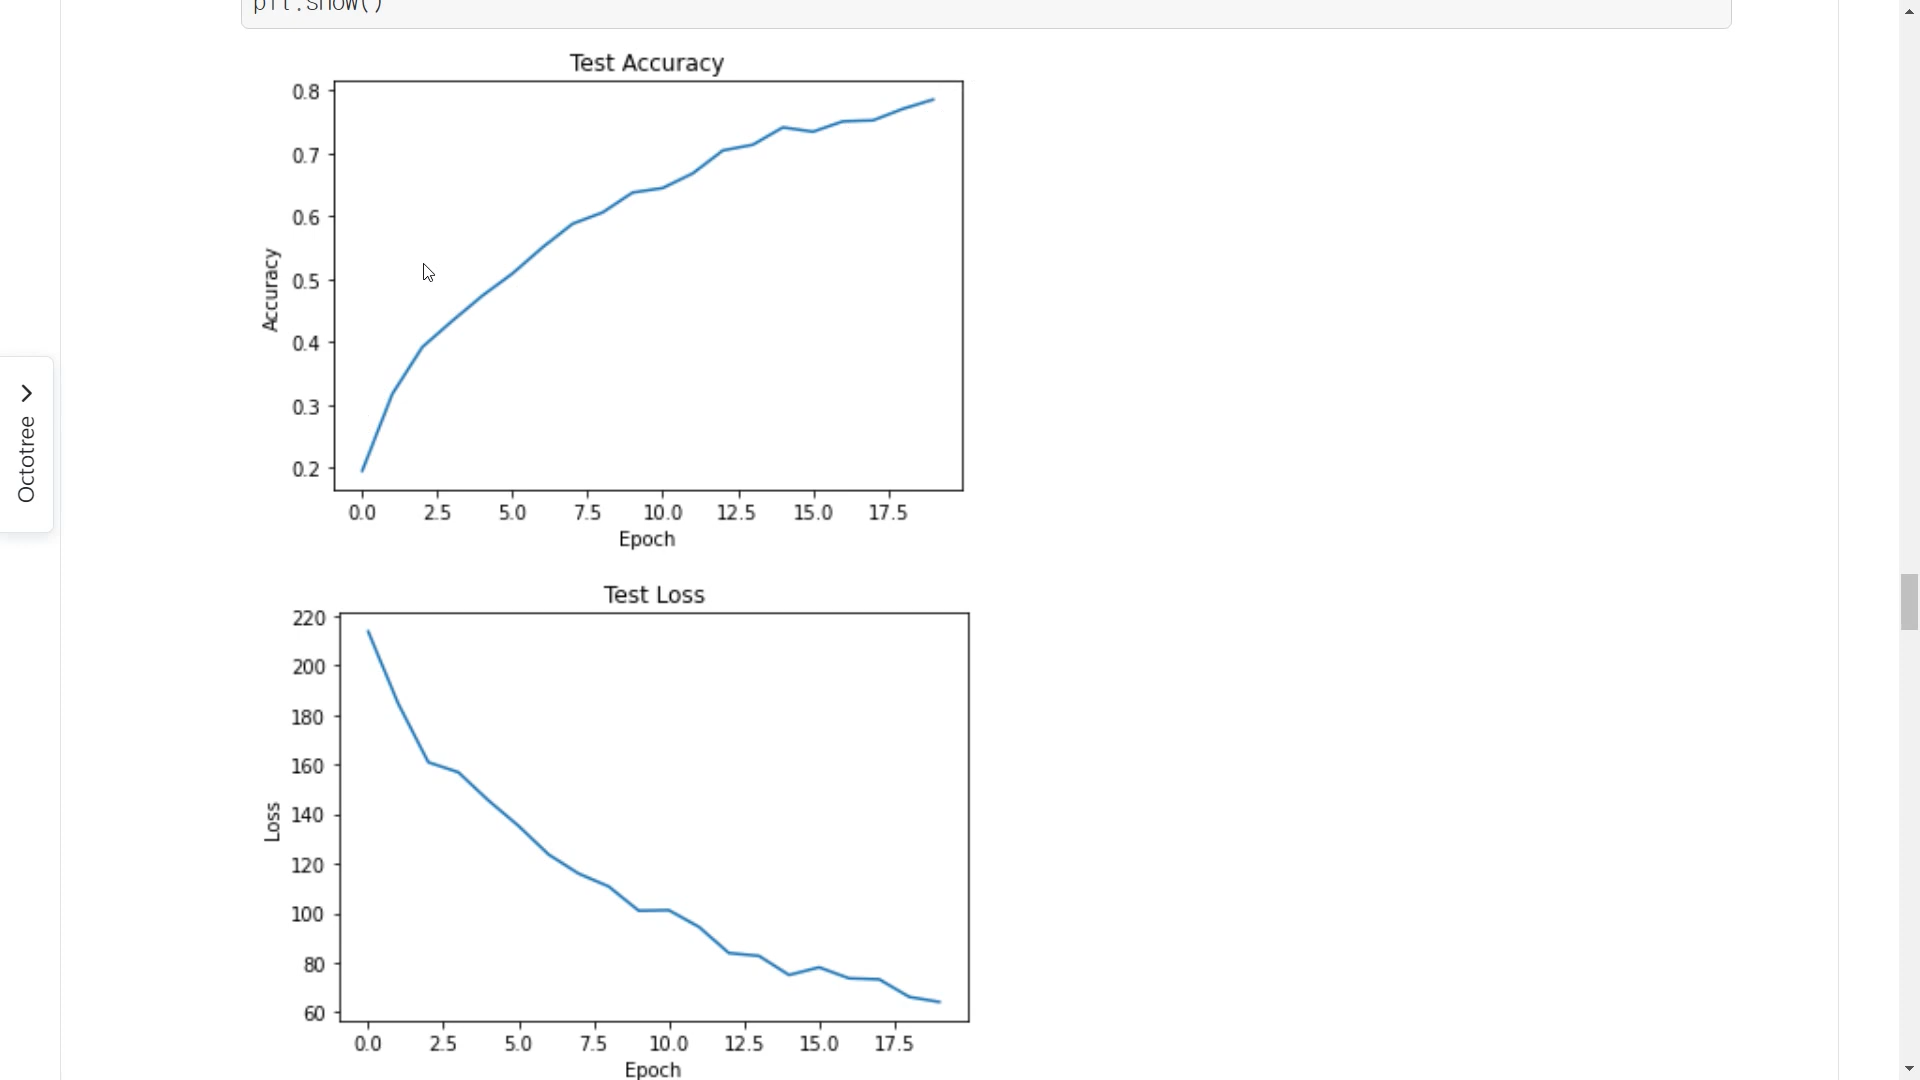 plt.show()
Test Accuracy
0.8
0.7
0.6
0.5
0.4
0.3
0.2
Accuracy
0.0 2.5 5.0 7.5 10.0 12.5 15.0 17.5
Epoch
Octotree
Test Loss
220
200
180
160
140
120
100
80
60
Loss
0.0 2.5 5.0 7.5 10.0 12.5 15.0 17.5
Epoch